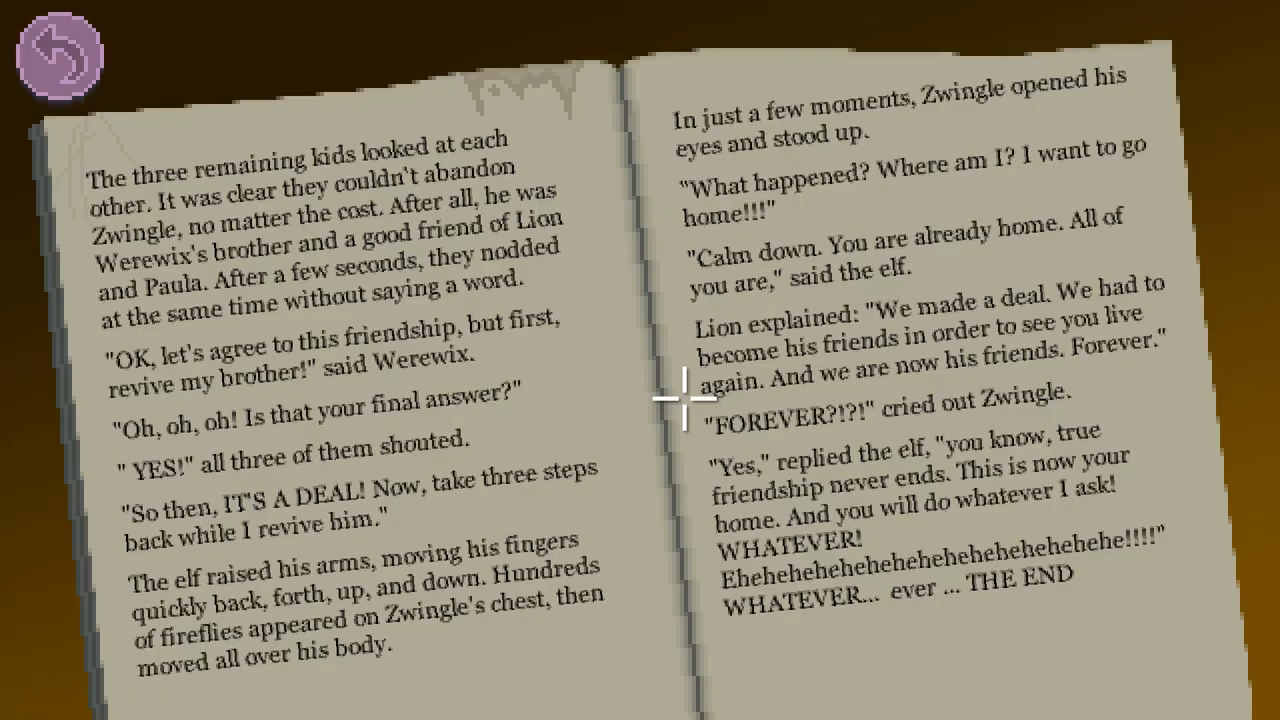 The three remaining kids looked at each
other. It was clear they couldn't abandon
Zwingle, no matter the cost. After all, he was
Werewix's brother and a good friend of Lion
and Paula. After a few seconds, they nodded
at the same time without saying a word.
"OK, let's agree to this friendship, but first,
revive my brother!" said Werewix.
"Oh, oh, oh! Is that your final answer?"
" YES!" all three of them shouted.
"So then, IT'S A DEAL! Now, take three steps
back while I revive him."
The elf raised his arms, moving his fingers
quickly back, forth, up, and down. Hundreds
of fireflies appeared on Zwingle's chest, then
moved all over his body.
In just a few moments, Zwingle opened his
eyes and stood up.
"What happened? Where am I? I want to go
home!!!"
"Calm down. You are already home. All of
you are," said the elf.
Lion explained: "We made a deal. We had to
become his friends in order to see you live
again. And we are now his friends. Forever."
"FOREVER?!?!" cried out Zwingle.
"Yes," replied the elf, "you know, true
friendship never ends. This is now your
home. And you will do whatever I ask!
WHATEVER!
Ehehehehehehehehehehehehehe!!!!"
WHATEVER... ever ... THE END